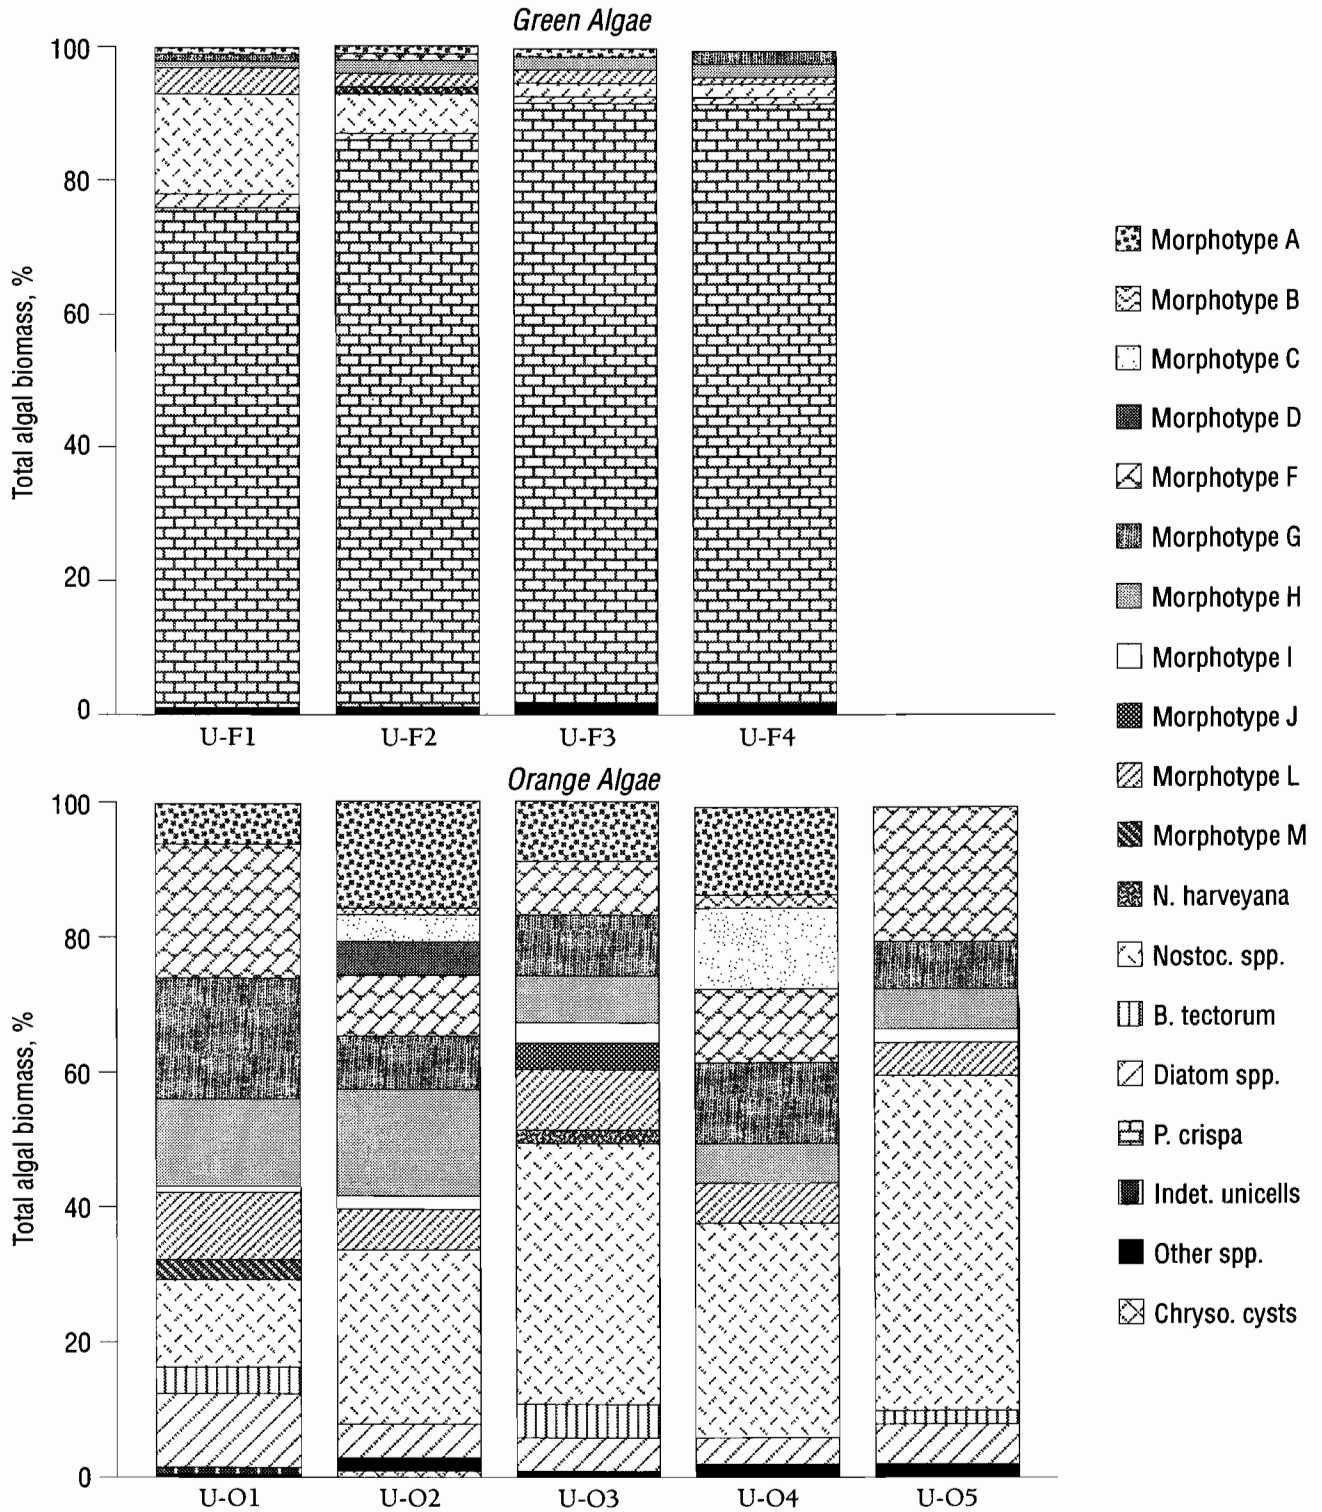 Green Algae
Total algal biomass, %
100
80
60
40
20
0
U-F1 U-F2 U-F3 U-F4
Orange Algae
Total algal biomass, %
100
80
60
40
20
0
U-O1 U-O2 U-O3 U-O4 U-O5
Morphotype A
Morphotype B
Morphotype C
Morphotype D
Morphotype F
Morphotype G
Morphotype H
Morphotype I
Morphotype J
Morphotype L
Morphotype M
N. harveyana
Nostoc. spp.
B. tectorum
Diatom spp.
P. crispa
Indet. unicells
Other spp.
Chryso. cysts